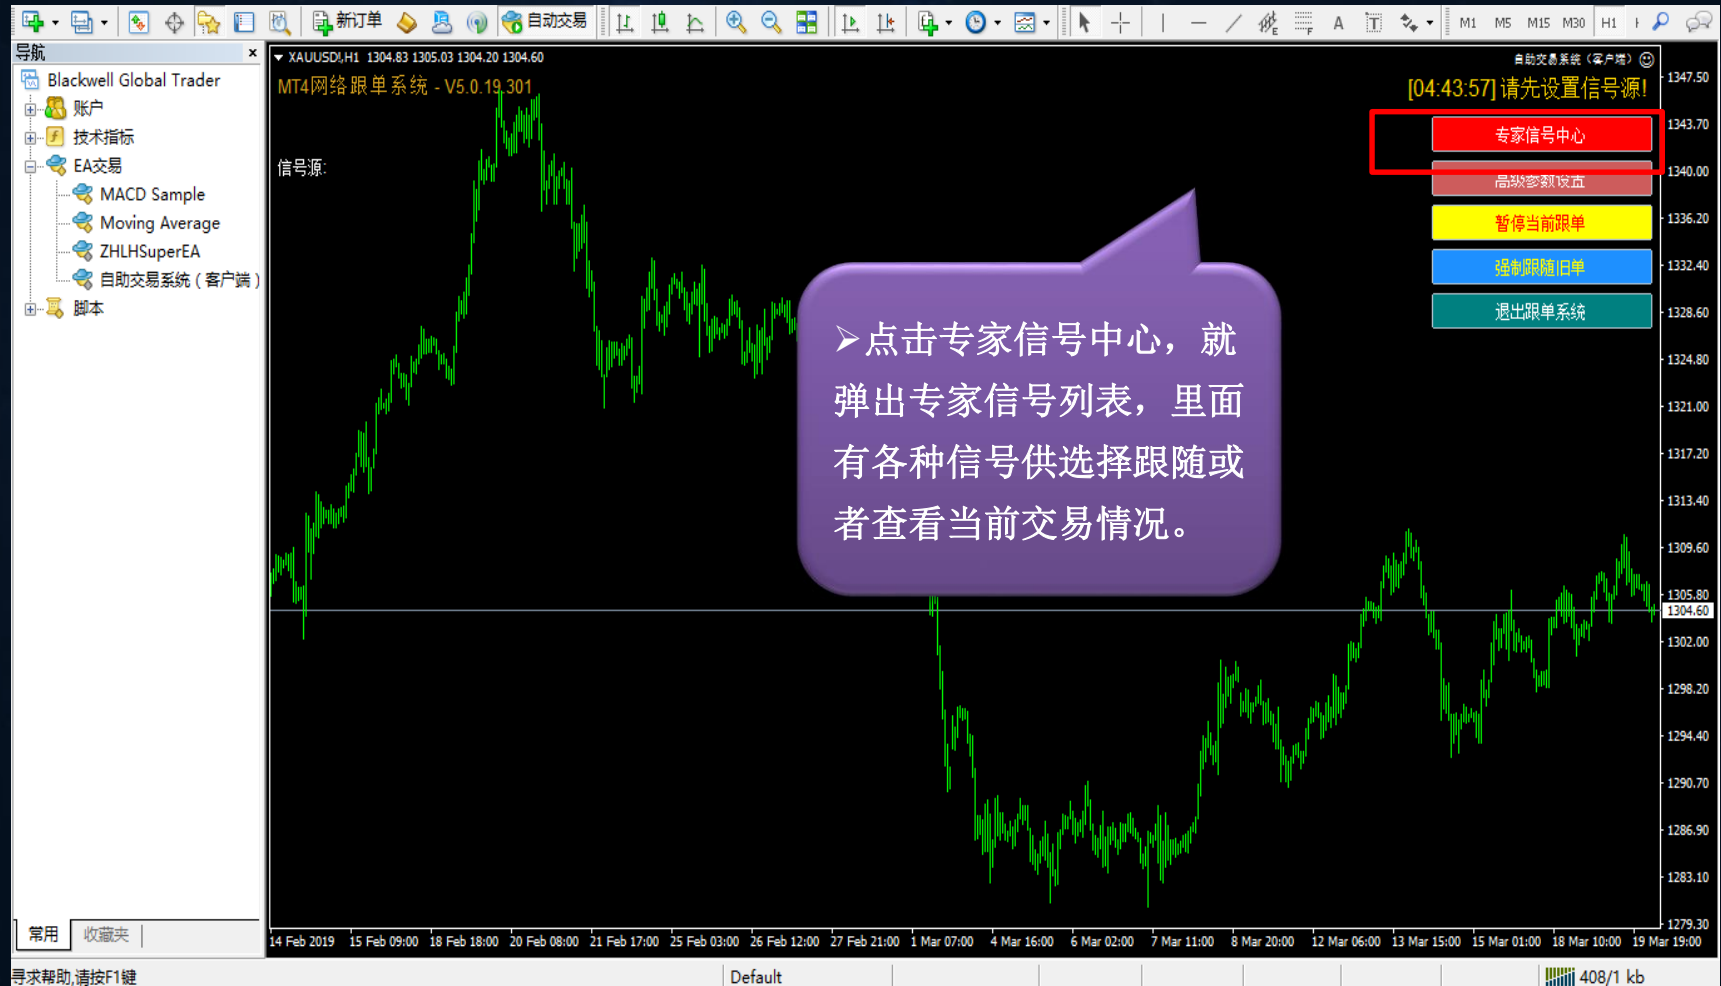 新订单
自动交易
A
T
M1 M5 M15 M30 H1
导航
Blackwell Global Trader
账户
技术指标
EA交易
MACD Sample
Moving Average
ZHLHSuperEA
自助交易系统（客户端）
脚本
常用
收藏夹
XAUUSD!,H1 1304.83 1305.03 1304.20 1304.60
MT4网络跟单系统 - V5.0.19.301
信号源:
自助交易系统（客户端）
[04:43:57] 请先设置信号源!
专家信号中心
高级参数设置
暂停当前跟单
强制跟随旧单
退出跟单系统
➢点击专家信号中心，就
弹出专家信号列表，里面
有各种信号供选择跟随或
者查看当前交易情况。
1347.50
1343.70
1340.00
1336.20
1332.40
1328.60
1324.80
1321.00
1317.20
1313.40
1309.60
1305.80
1304.60
1302.00
1298.20
1294.40
1290.70
1286.90
1283.10
1279.30
14 Feb 2019 15 Feb 09:00 18 Feb 18:00 20 Feb 08:00 21 Feb 17:00 25 Feb 03:00 26 Feb 12:00 27 Feb 21:00 1 Mar 07:00 4 Mar 16:00 6 Mar 02:00 7 Mar 11:00 8 Mar 20:00 12 Mar 06:00 13 Mar 15:00 15 Mar 01:00 18 Mar 10:00 19 Mar 19:00
寻求帮助,请按F1键
Default
408/1 kb